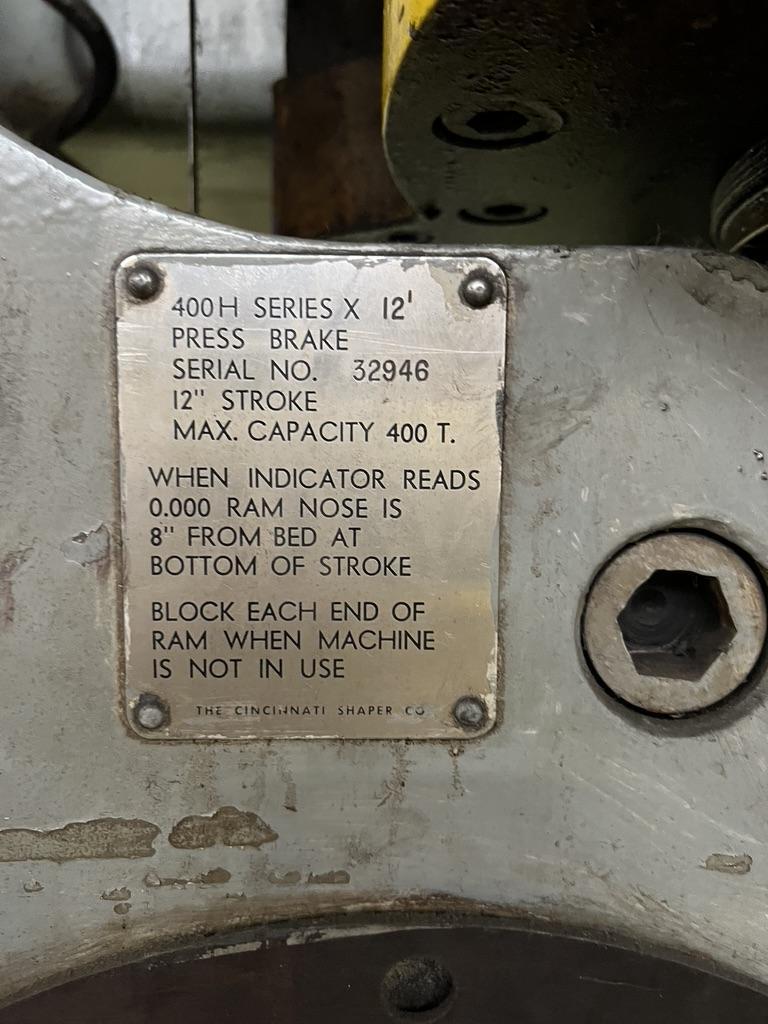 400H SERIES X 12'
PRESS BRAKE
SERIAL NO. 32946
12" STROKE
MAX. CAPACITY 400 T.
WHEN INDICATOR READS
0.000 RAM NOSE IS
8" FROM BED AT
BOTTOM OF STROKE
BLOCK EACH END OF
RAM WHEN MACHINE
IS NOT IN USE
THE CINCINNATI SHAPER CO